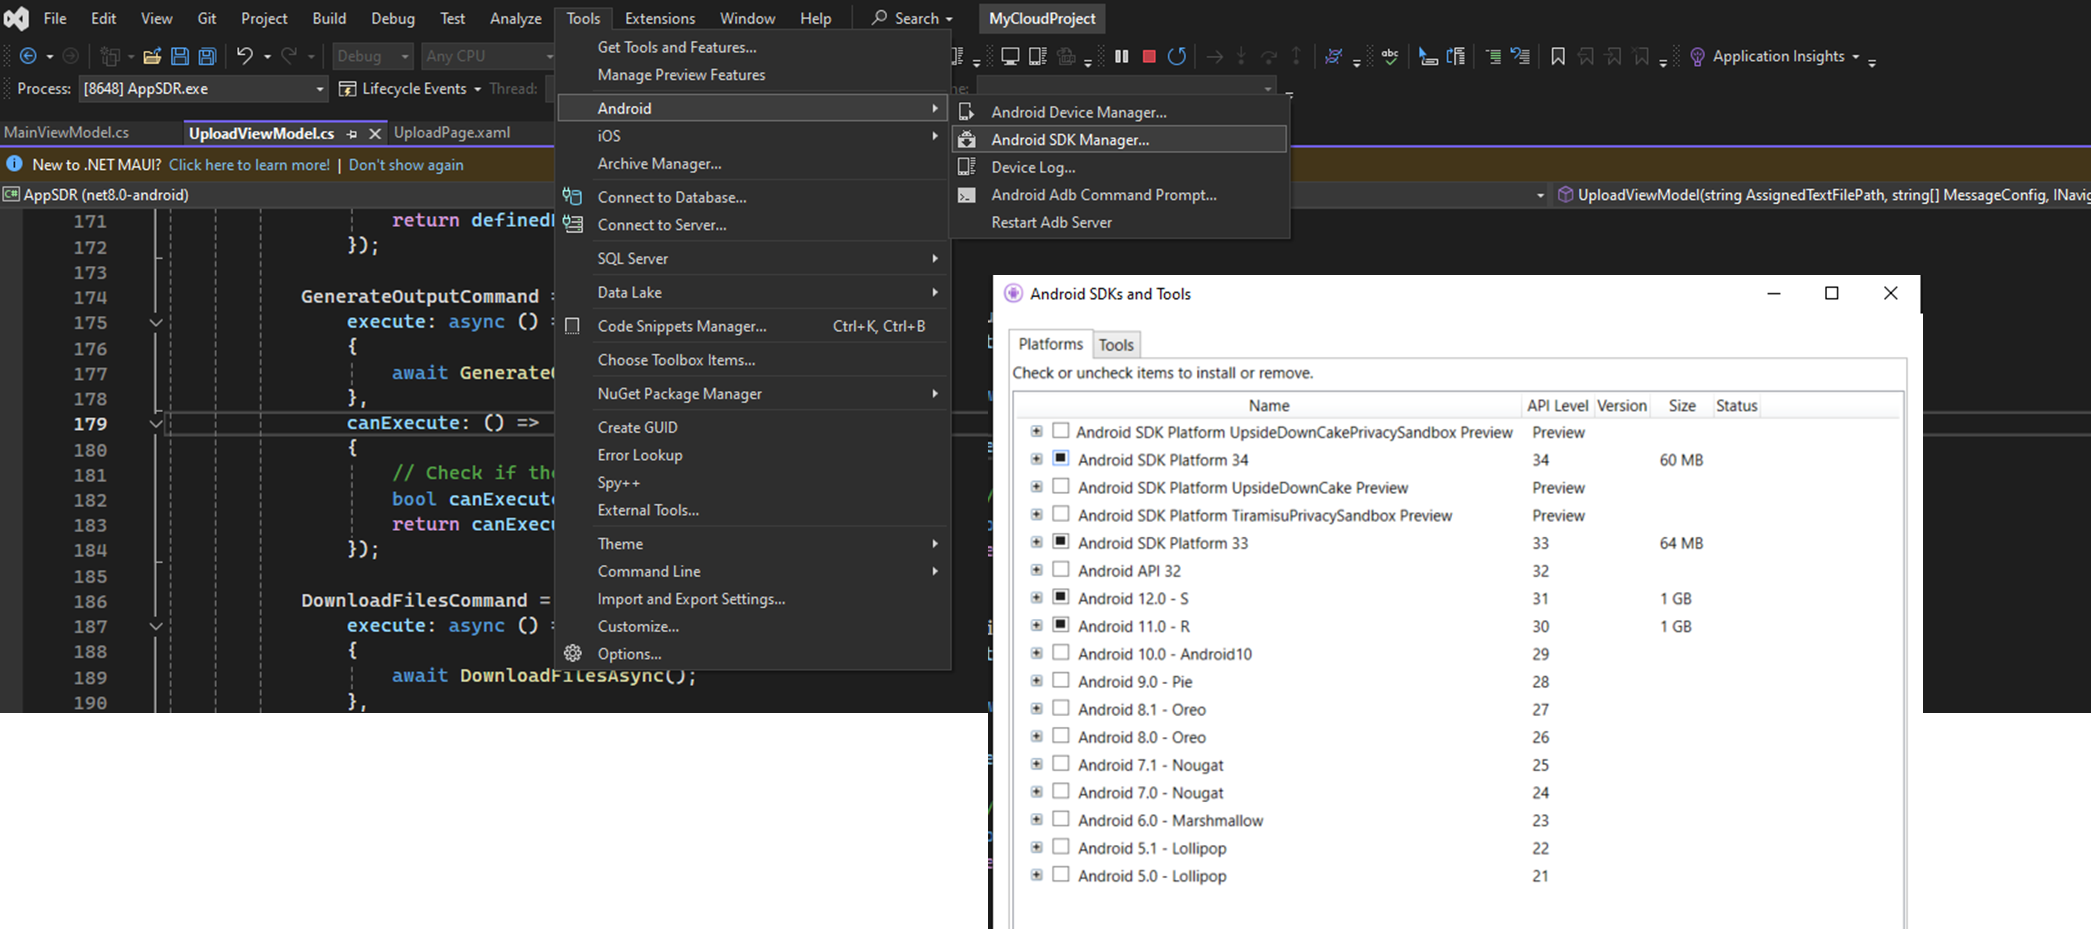 File Edit View Git Project Build Debug Test Analyze Tools Extensions Window Help Search MyCloudProject
Debug Any CPU Application Insights
Process: [8648] AppSDR.exe Lifecycle Events Thread:
MainViewModel.cs UploadViewModel.cs UploadPage.xaml
New to .NET MAUI? Click here to learn more! | Don't show again
AppSDR (net8.0-android) UploadViewModel(string AssignedTextFilePath, string[] MessageConfig, INavig
171 return defined
172 });
173
174 GenerateOutputCommand =
175 execute: async () =
176 {
177 await Generate
178 },
179 canExecute: () =>
180 {
181 // Check if the
182 bool canExecute
183 return canExecu
184 });
185
186 DownloadFilesCommand =
187 execute: async () =
188 {
189 await DownloadFilesAsync();
190 },
Get Tools and Features...
Manage Preview Features
Android
iOS
Archive Manager...
Connect to Database...
Connect to Server...
SQL Server
Data Lake
Code Snippets Manager... Ctrl+K, Ctrl+B
Choose Toolbox Items...
NuGet Package Manager
Create GUID
Error Lookup
Spy++
External Tools...
Theme
Command Line
Import and Export Settings...
Customize...
Options...
Android Device Manager...
Android SDK Manager...
Device Log...
Android Adb Command Prompt...
Restart Adb Server
Android SDKs and Tools
Platforms Tools
Check or uncheck items to install or remove.
Name API Level Version Size Status
Android SDK Platform UpsideDownCakePrivacySandbox Preview Preview
Android SDK Platform 34 34 60 MB
Android SDK Platform UpsideDownCake Preview Preview
Android SDK Platform TiramisuPrivacySandbox Preview Preview
Android SDK Platform 33 33 64 MB
Android API 32 32
Android 12.0 - S 31 1 GB
Android 11.0 - R 30 1 GB
Android 10.0 - Android10 29
Android 9.0 - Pie 28
Android 8.1 - Oreo 27
Android 8.0 - Oreo 26
Android 7.1 - Nougat 25
Android 7.0 - Nougat 24
Android 6.0 - Marshmallow 23
Android 5.1 - Lollipop 22
Android 5.0 - Lollipop 21